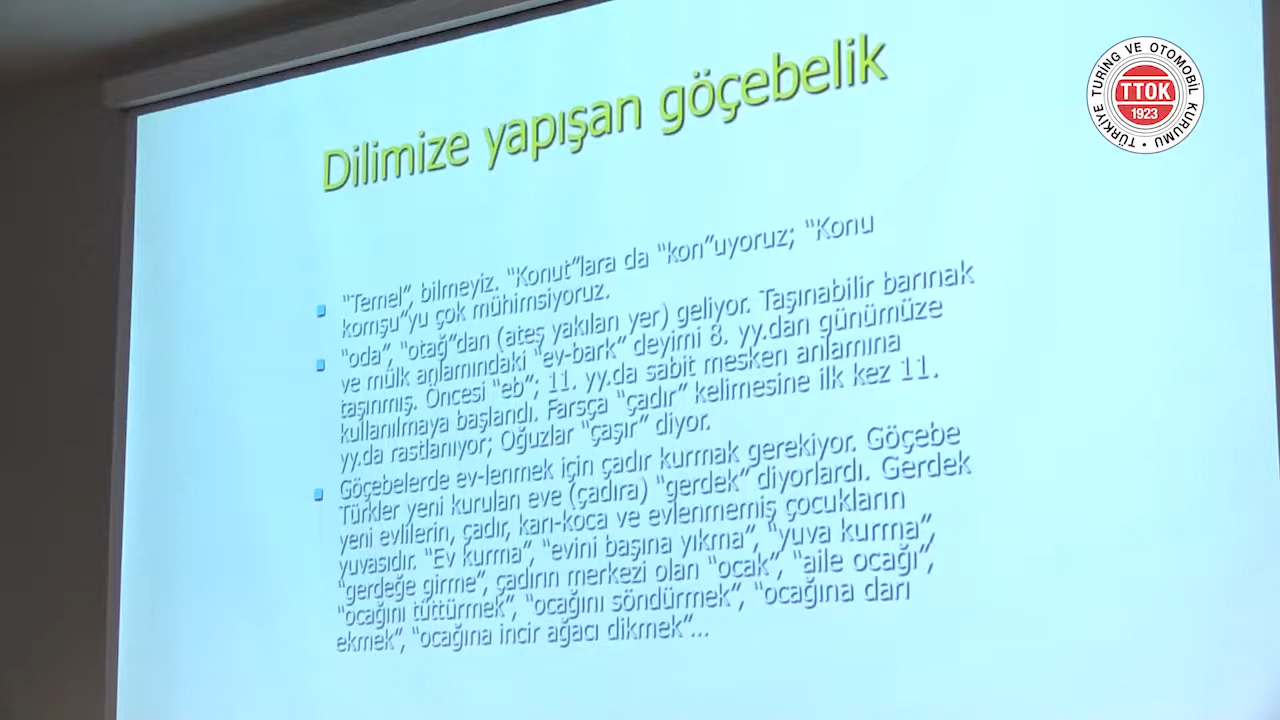 Dilimize yapışan göçebelik
"Temel", bilmeyiz. "Konut"lara da "kon"uyoruz; "Konu
komşu"yu çok mühimsiyoruz.
"oda", "otağ"dan (ateş yakılan yer) geliyor. Taşınabilir barınak
ve mülk anlamındaki "ev-bark" deyimi 8. yy.dan günümüze
taşınmış. Öncesi "eb"; 11. yy.da sabit mesken anlamına
kullanılmaya başlandı. Farsça "çadır" kelimesine ilk kez 11.
yy.da rastlanıyor; Oğuzlar "çaşır" diyor.
Göçebelerde ev-lenmek için çadır kurmak gerekiyor. Göçebe
Türkler yeni kurulan eve (çadıra) "gerdek" diyorlardı. Gerdek
yeni evlilerin, çadır, karı-koca ve evlenmemiş çocukların
yuvasıdır. "Ev kurma", "evini başına yıkma", "yuva kurma",
"gerdeğe girme", çadırın merkezi olan "ocak", "aile ocağı",
"ocağını tüttürmek", "ocağını söndürmek", "ocağına darı
ekmek", "ocağına incir ağacı dikmek"...
TÜRKİYE TURİNG VE OTOMOBİL KURUMU
TTOK
1923